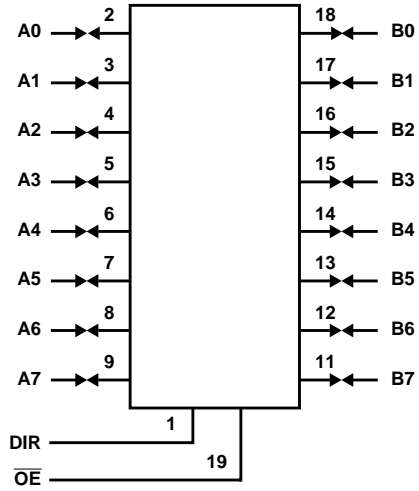 A0 2 18 B0
A1 3 17 B1
A2 4 16 B2
A3 5 15 B3
A4 6 14 B4
A5 7 13 B5
A6 8 12 B6
A7 9 11 B7
DIR 1
O̅E̅ 19